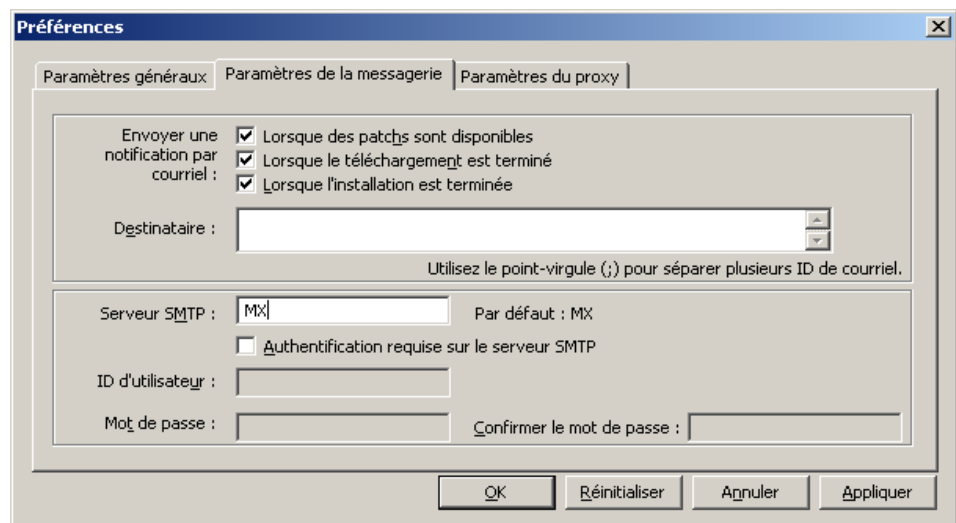 Préférences
Paramètres généraux Paramètres de la messagerie Paramètres du proxy
Envoyer une notification par courriel :
Lorsque des patchs sont disponibles
Lorsque le téléchargement est terminé
Lorsque l'installation est terminée
Destinataire :
Utilisez le point-virgule (;) pour séparer plusieurs ID de courriel.
Serveur SMTP : MX Par défaut : MX
Authentification requise sur le serveur SMTP
ID d'utilisateur :
Mot de passe : Confirmer le mot de passe :
OK Réinitialiser Annuler Appliquer